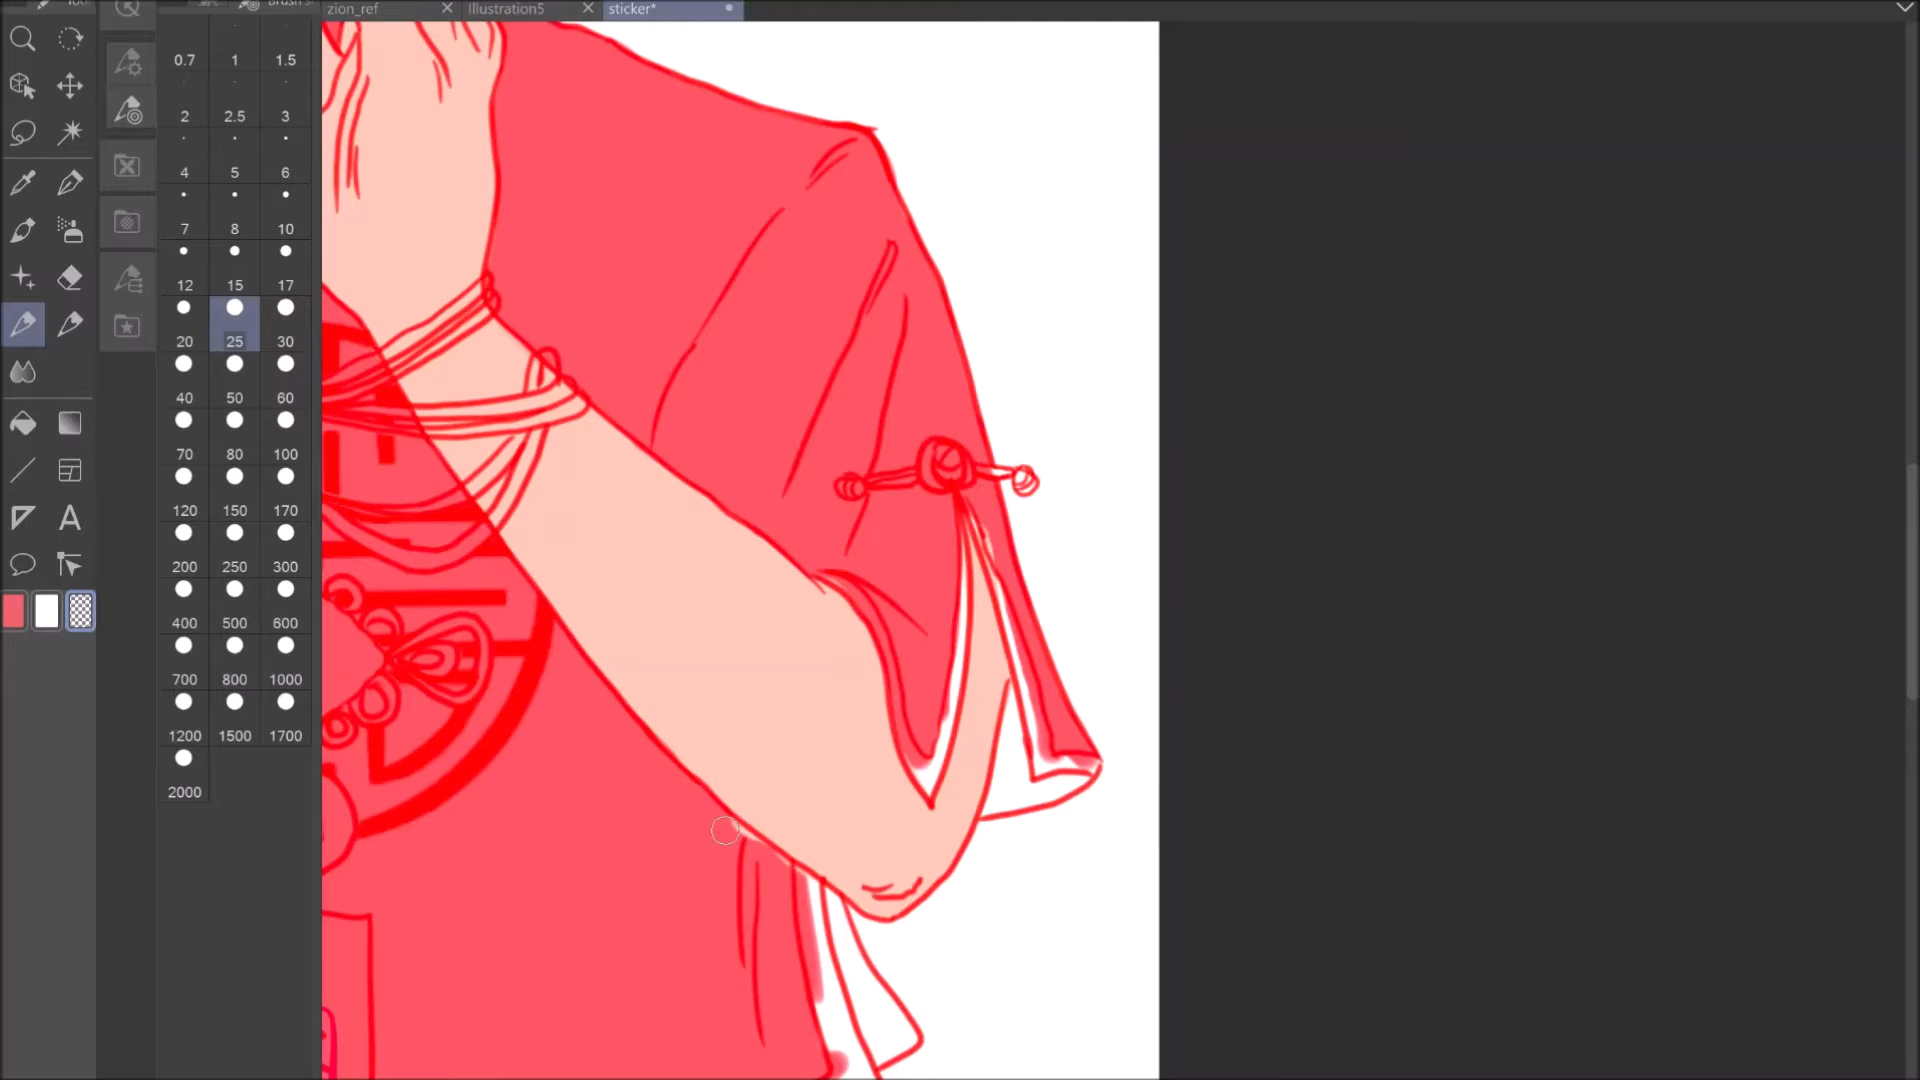 zion_ref
Illustration5
sticker*
0.7 1 1.5
2 2.5 3
4 5 6
7 8 10
12 15 17
20 25 30
40 50 60
70 80 100
120 150 170
200 250 300
400 500 600
700 800 1000
1200 1500 1700
2000